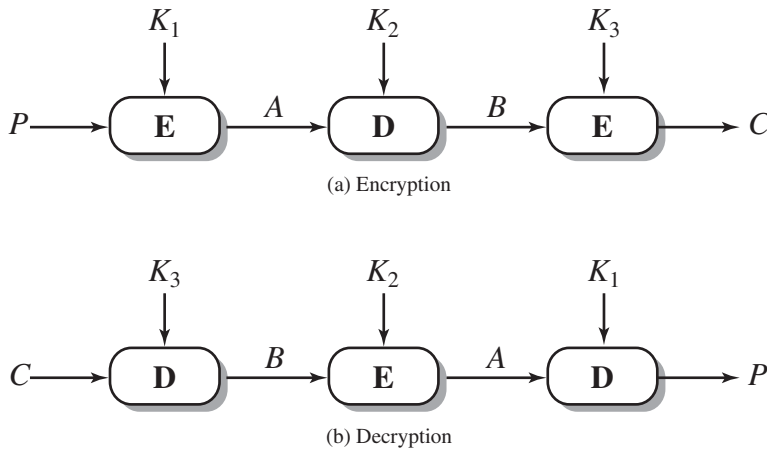 K₁ K₂ K₃
P E A D B E C
(a) Encryption
K₃ K₂ K₁
C D B E A D P
(b) Decryption